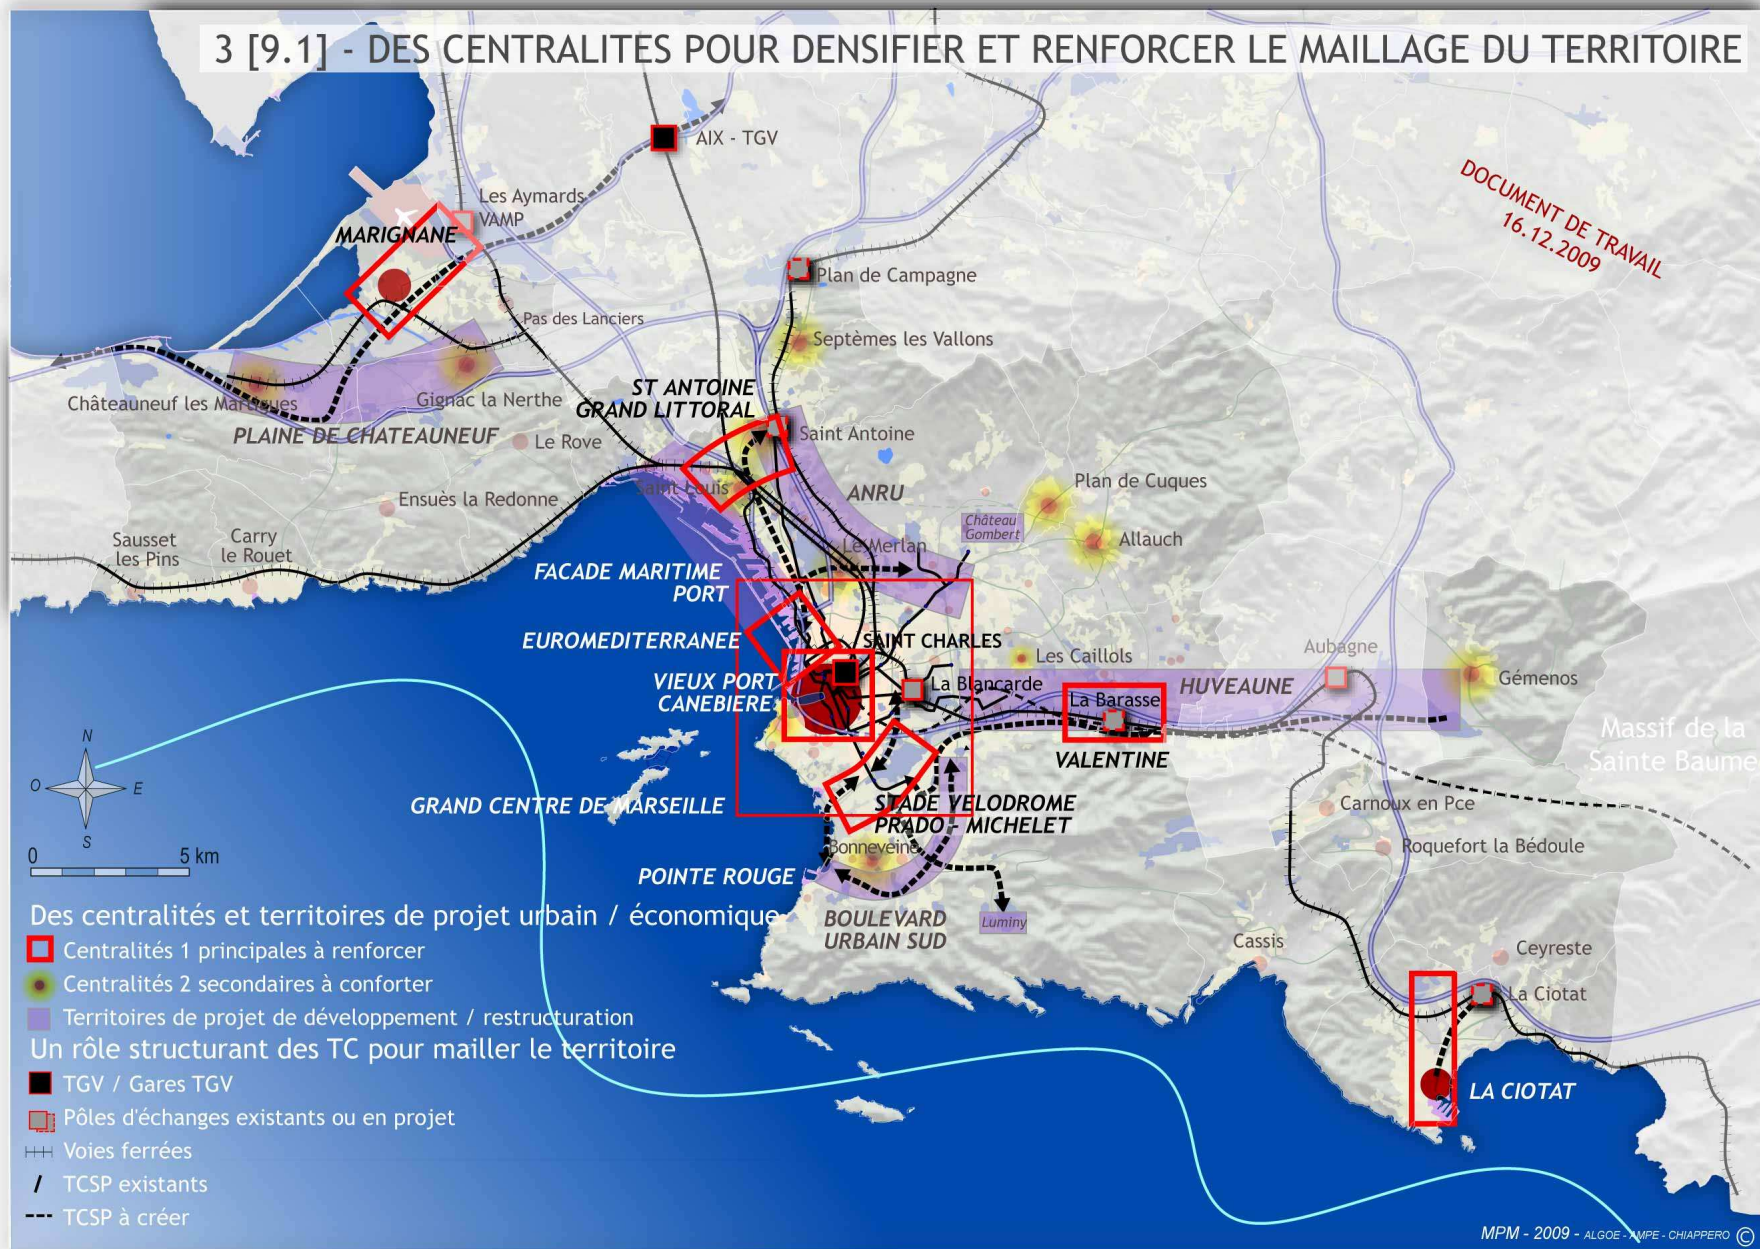 3 [9.1] - DES CENTRALITES POUR DENSIFIER ET RENFORCER LE MAILLAGE DU TERRITOIRE
DOCUMENT DE TRAVAIL
16.12.2009
AIX - TGV
Les Aymards
VAMP
MARIGNANE
Plan de Campagne
Pas des Lanciers
Septèmes les Vallons
ST ANTOINE
GRAND LITTORAL
Châteauneuf les Martigues
Gignac la Nerthe
PLAINE DE CHATEAUNEUF
Le Rove
Saint Antoine
Saint Louis
ANRU
Ensuès la Redonne
Plan de Cuques
Château
Gombert
Allauch
Sausset
les Pins
Carry
le Rouet
Le Merlan
FACADE MARITIME
PORT
EUROMEDITERRANEE
SAINT CHARLES
Les Caillols
Aubagne
VIEUX PORT
CANEBIERE
La Blancarde
La Barasse
HUVEAUNE
Gémenos
VALENTINE
Massif de la
Sainte Baume
N
O
E
S
GRAND CENTRE DE MARSEILLE
STADE VELODROME
PRADO - MICHELET
Carnoux en Pce
Bonneveine
Roquefort la Bédoule
0
5 km
POINTE ROUGE
BOULEVARD
URBAIN SUD
Luminy
Cassis
Ceyreste
La Ciotat
LA CIOTAT
Des centralités et territoires de projet urbain / économique
Centralités 1 principales à renforcer
Centralités 2 secondaires à conforter
Territoires de projet de développement / restructuration
Un rôle structurant des TC pour mailler le territoire
TGV / Gares TGV
Pôles d'échanges existants ou en projet
Voies ferrées
TCSP existants
TCSP à créer
MPM - 2009 - ALGOE - AMPE - CHIAPPERO ©